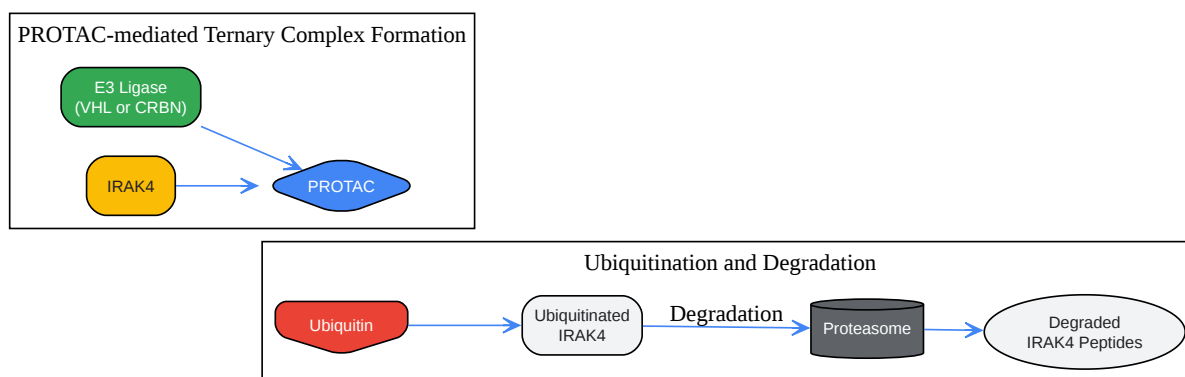 PROTAC-mediated Ternary Complex Formation
E3 Ligase
(VHL or CRBN)
IRAK4
PROTAC
Ubiquitination and Degradation
Ubiquitin
Ubiquitinated
IRAK4
Degradation
Proteasome
Degraded
IRAK4 Peptides